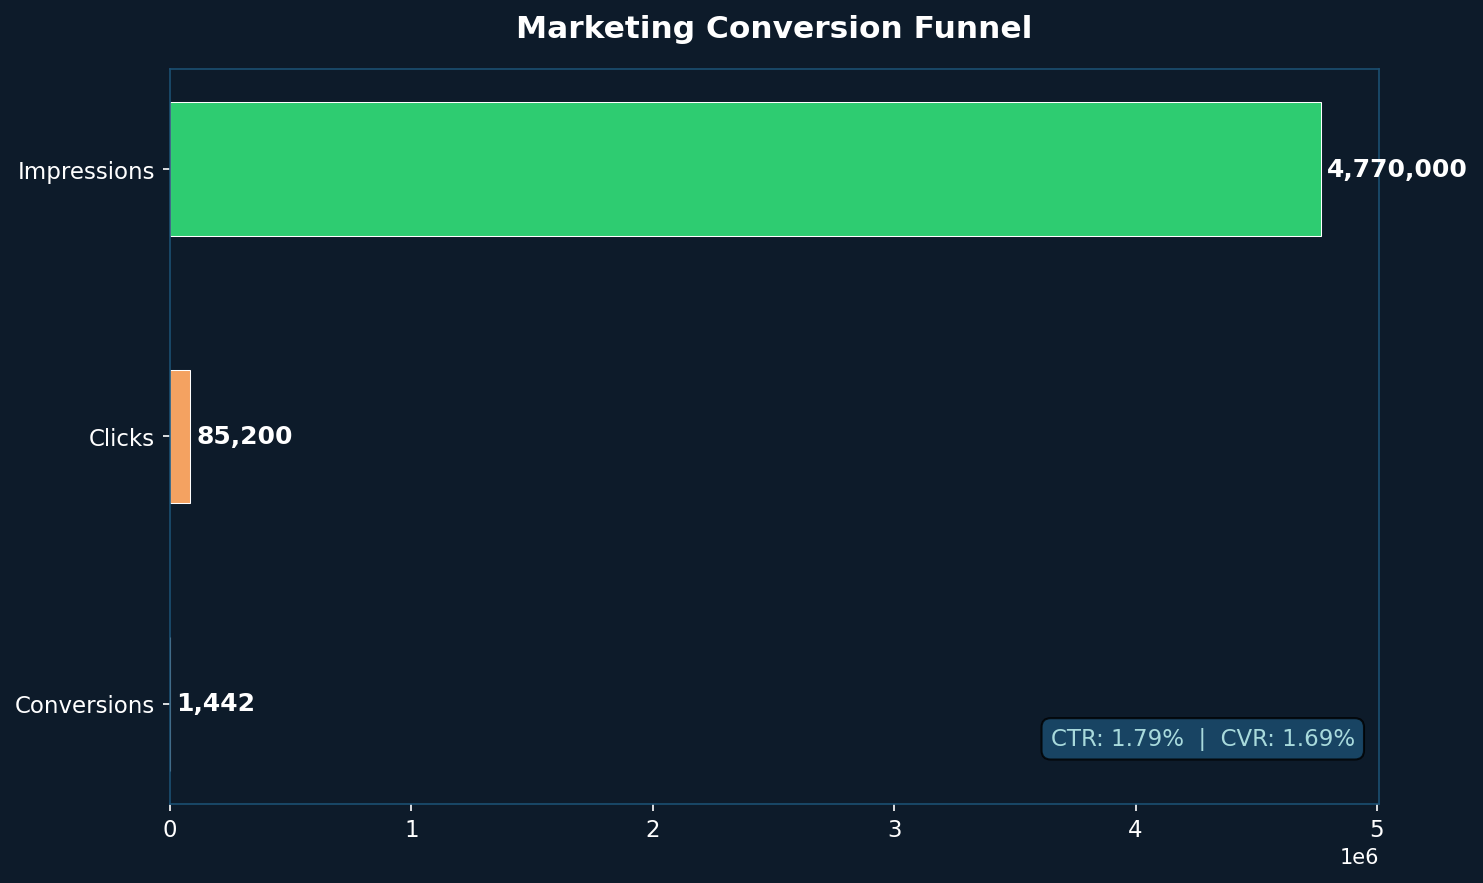 Marketing Conversion Funnel
Impressions
4,770,000
Clicks
85,200
Conversions
1,442
CTR: 1.79% | CVR: 1.69%
0 1 2 3 4 5
1e6